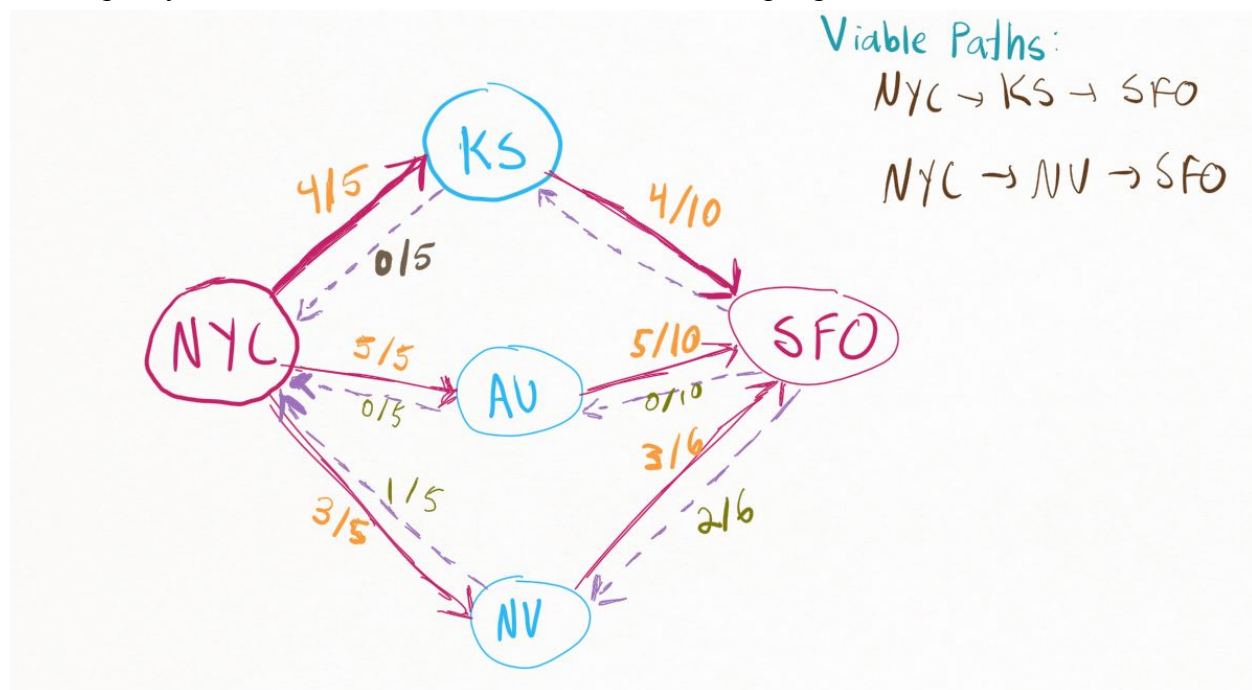 Viable Paths:
NYC → KS → SFO
NYC → NV → SFO
KS
4/5
4/10
0/5
NYC
5/5
5/10
SFO
AU
0/5
0/10
3/6
1/5
3/5
2/6
NV